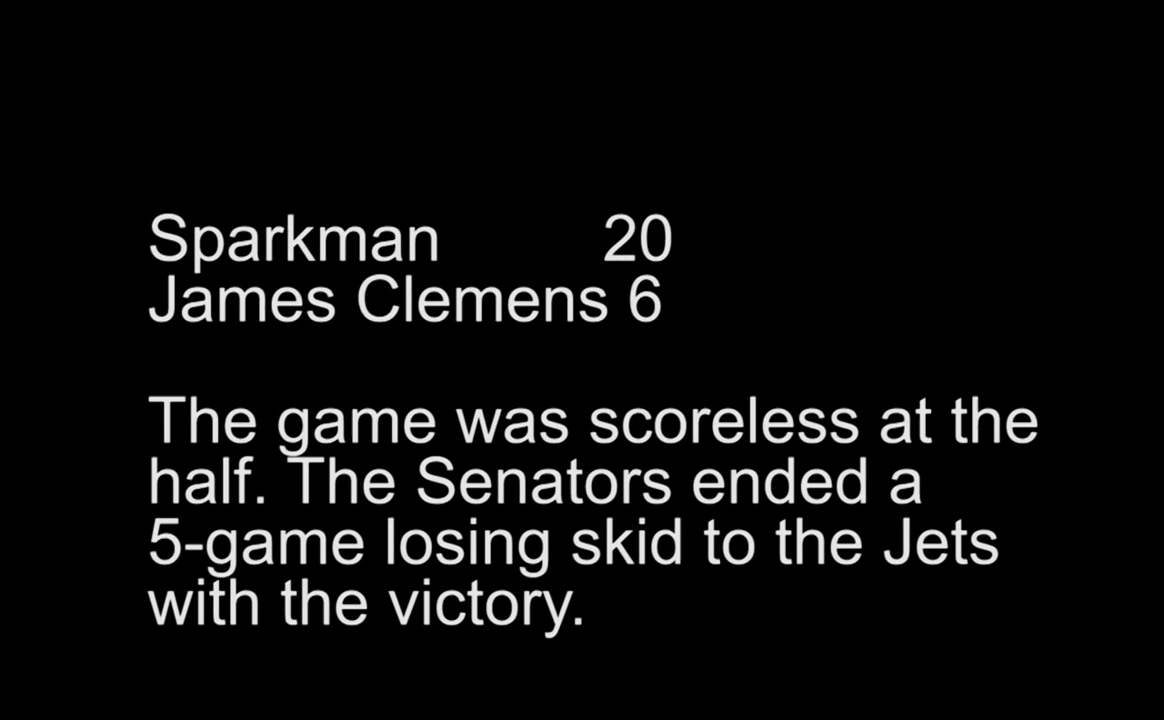 Sparkman 20
James Clemens 6
The game was scoreless at the
half. The Senators ended a
5-game losing skid to the Jets
with the victory.